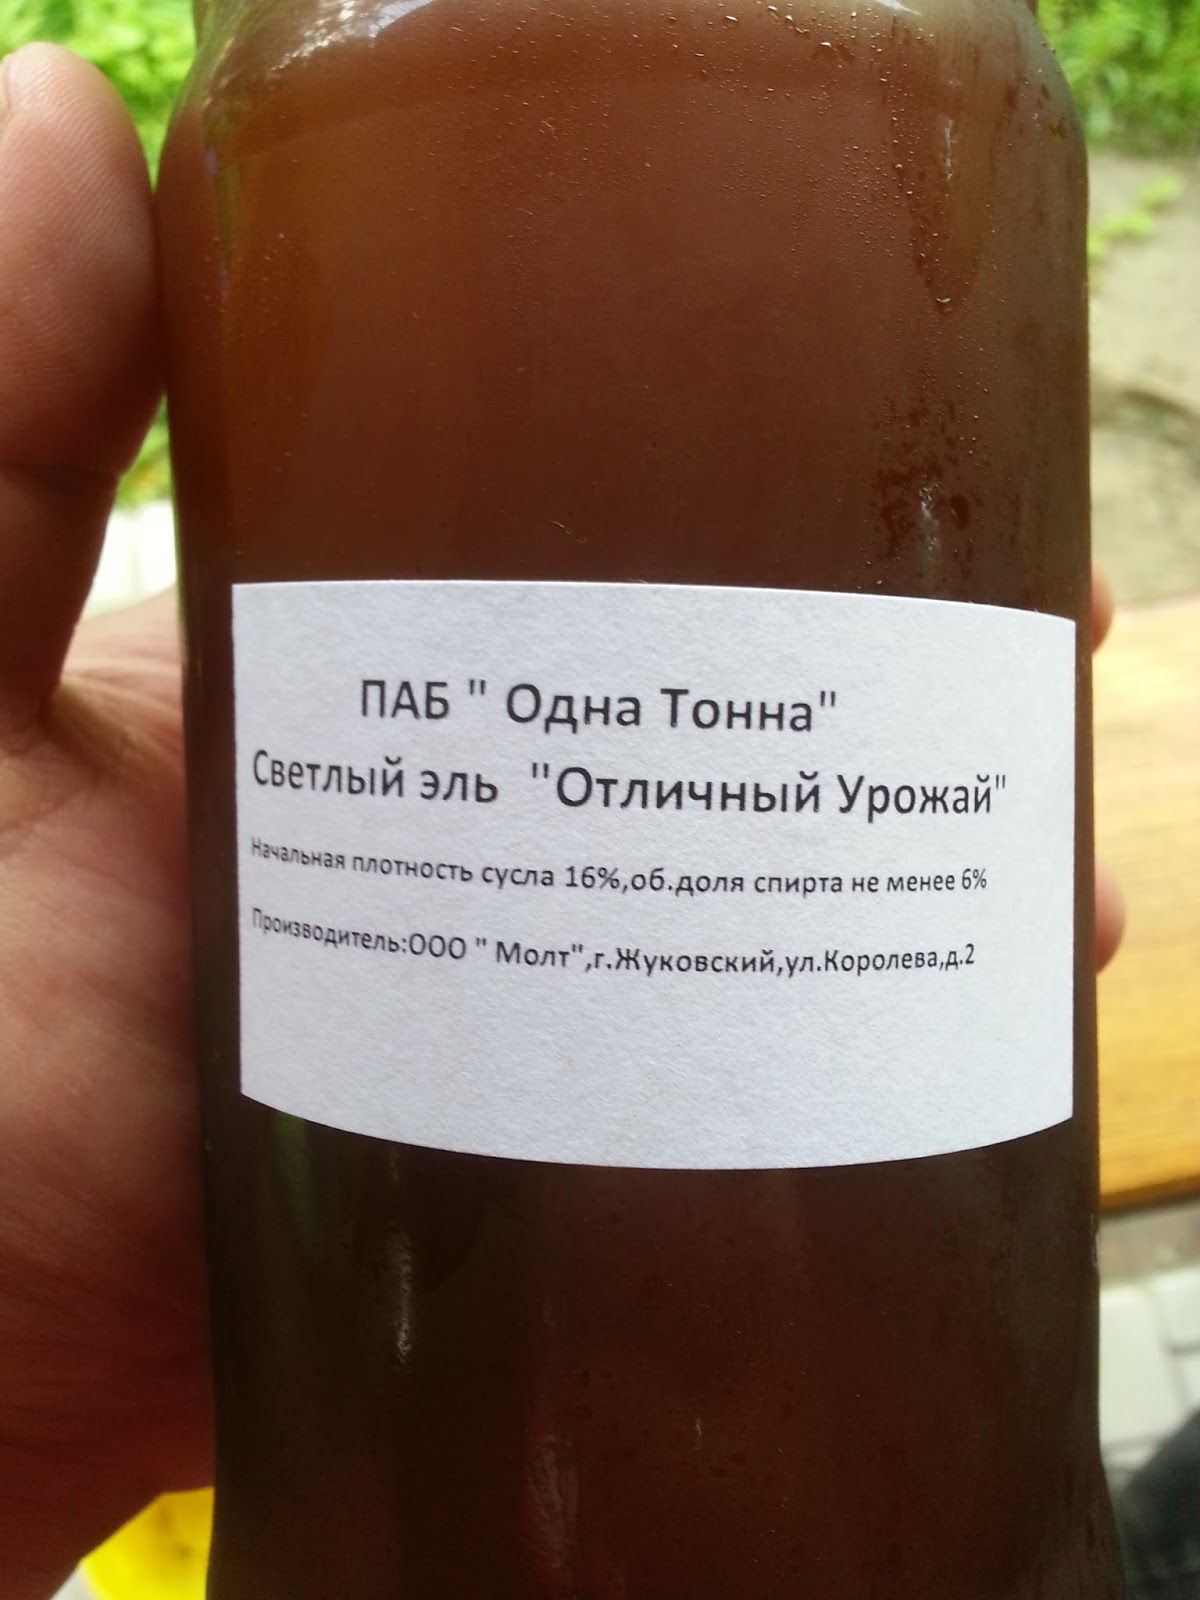 ПАБ " Одна Тонна"
Светлый эль "Отличный Урожай"
Начальная плотность сусла 16%,об.доля спирта не менее 6%
Производитель:ООО " Молт",г.Жуковский,ул.Королева,д.2